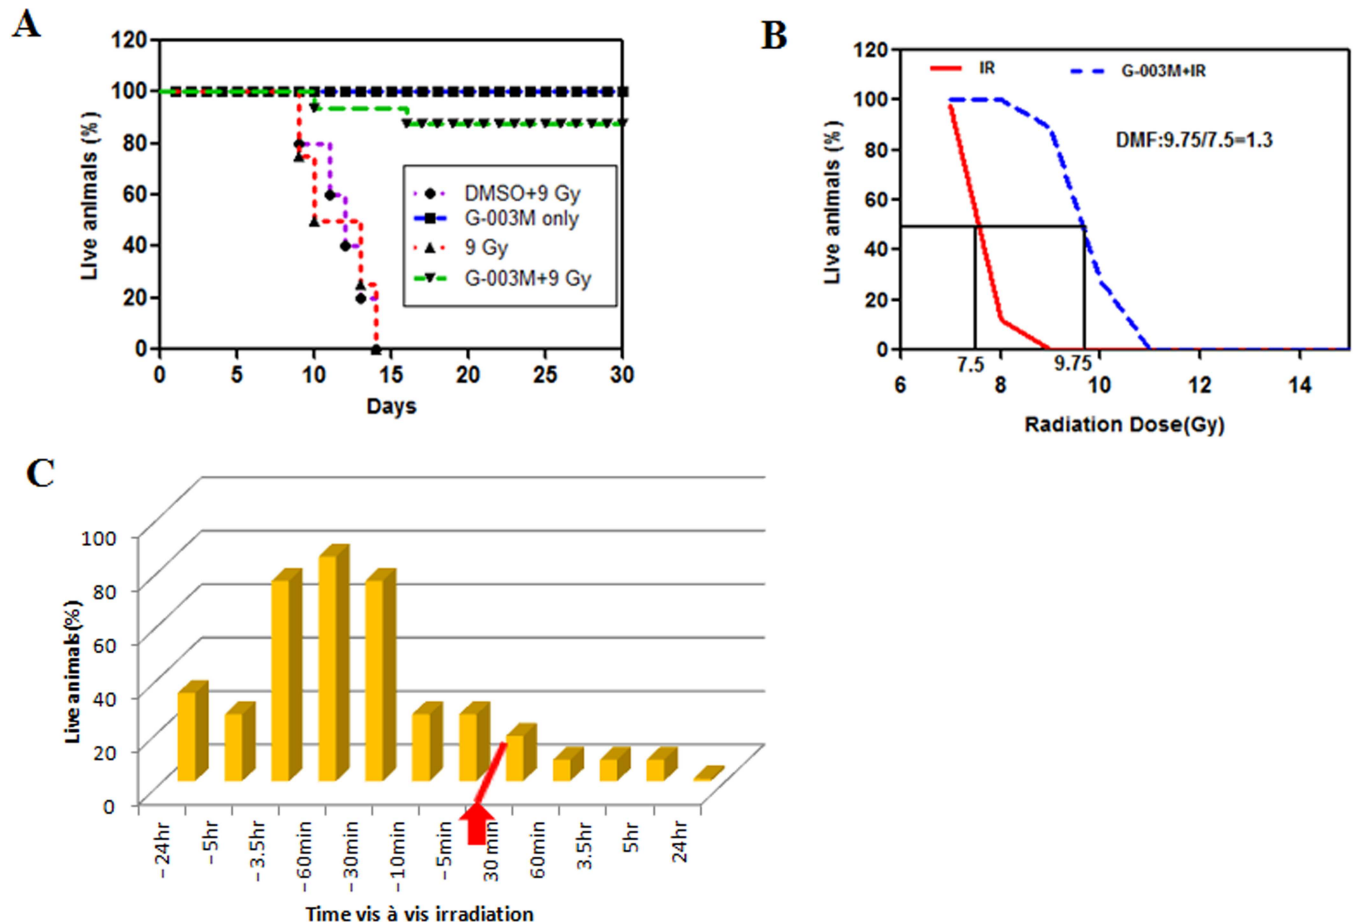 A
120
100
80
60
40
20
0
Live animals (%)
0 5 10 15 20 25 30
Days
DMSO+9 Gy
G-003M only
9 Gy
G-003M+9 Gy
B
120
100
80
60
40
20
0
Live animals (%)
IR
G-003M+IR
DMF:9.75/7.5=1.3
7.5 9.75
6 8 10 12 14
Radiation Dose(Gy)
C
100
80
60
40
20
0
Live animals(%)
–24hr
–5hr
–3.5hr
–60min
–30min
–10min
–5min
30 min
60min
3.5hr
5hr
24hr
Time vis à vis irradiation